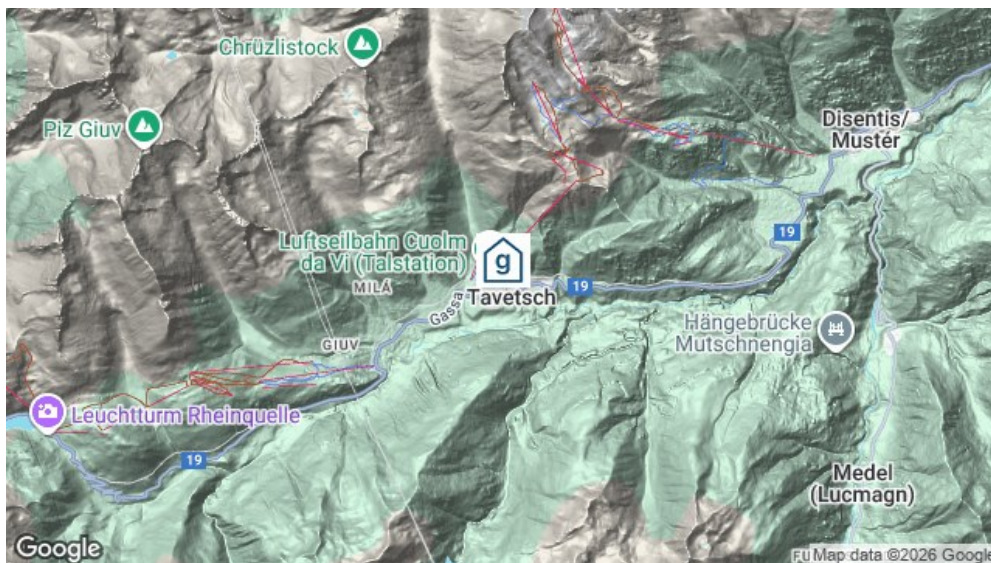 Chrüzlistock
Piz Giuv
Disentis/
Mustér
19
Luftseilbahn Cuolm
da Vi (Talstation)
g
MILÁ
19
Tavetsch
Gassa
Hängebrücke
Mutschnengia
GIUV
Leuchtturm Rheinquelle
19
Medel
(Lucmagn)
Google
Map data ©2026 Google